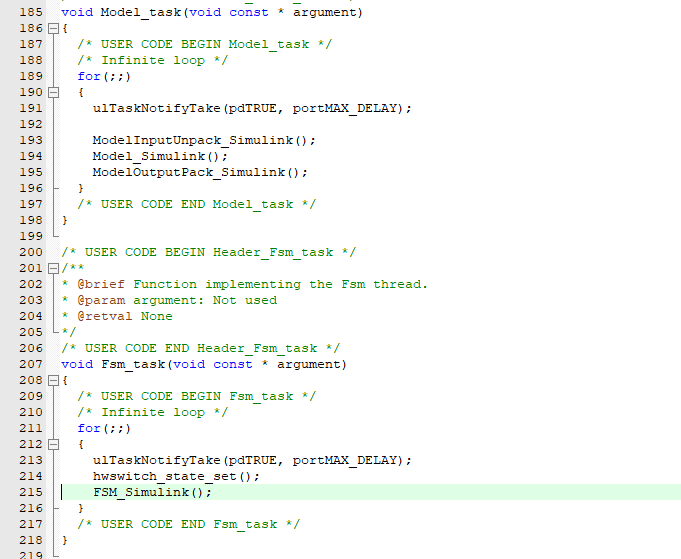 185 void Model_task(void const * argument)
186 {
187 /* USER CODE BEGIN Model_task */
188 /* Infinite loop */
189 for(;;)
190 {
191 ulTaskNotifyTake(pdTRUE, portMAX_DELAY);
192
193 ModelInputUnpack_Simulink();
194 Model_Simulink();
195 ModelOutputPack_Simulink();
196 }
197 /* USER CODE END Model_task */
198 }
199
200 /* USER CODE BEGIN Header_Fsm_task */
201 /**
202 * @brief Function implementing the Fsm thread.
203 * @param argument: Not used
204 * @retval None
205 */
206 /* USER CODE END Header_Fsm_task */
207 void Fsm_task(void const * argument)
208 {
209 /* USER CODE BEGIN Fsm_task */
210 /* Infinite loop */
211 for(;;)
212 {
213 ulTaskNotifyTake(pdTRUE, portMAX_DELAY);
214 hwswitch_state_set();
215 FSM_Simulink();
216 }
217 /* USER CODE END Fsm_task */
218 }
219